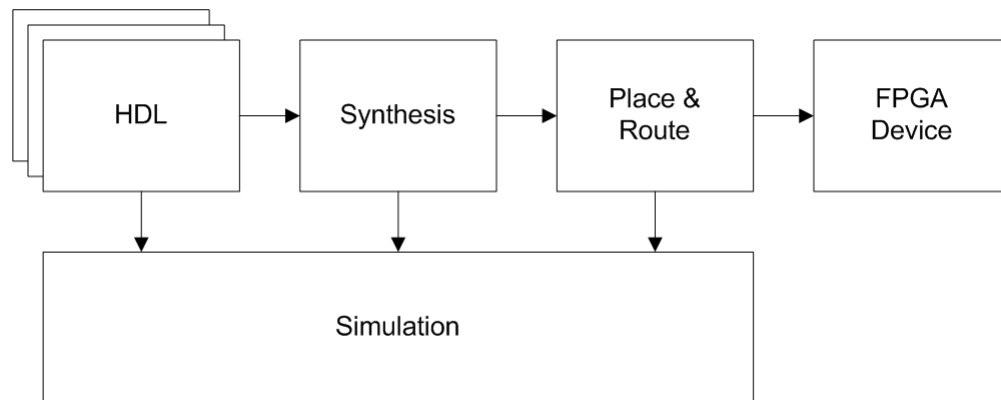 HDL
Synthesis
Place &
Route
FPGA
Device
Simulation